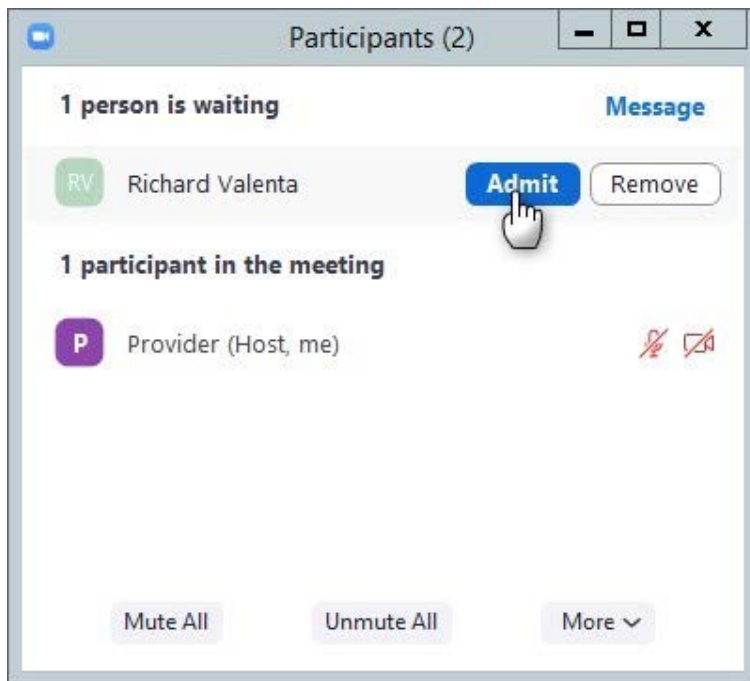 Participants (2)
1 person is waiting Message
RV Richard Valenta Admit Remove
1 participant in the meeting
P Provider (Host, me)
Mute All Unmute All More